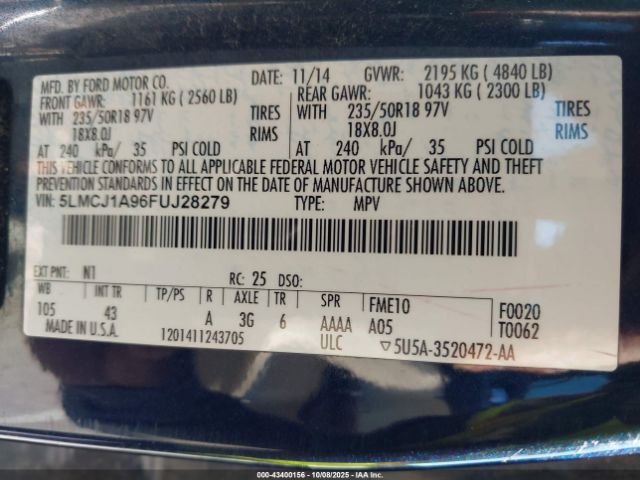 MFD. BY FORD MOTOR CO. DATE: 11/14 GVWR: 2195 KG ( 4840 LB)
FRONT GAWR: 1161 KG ( 2560 LB) REAR GAWR: 1043 KG ( 2300 LB)
WITH 235/50R18 97V TIRES WITH 235/50R18 97V TIRES
18X8.0J RIMS 18X8.0J RIMS
AT 240 kPa/ 35 PSI COLD AT 240 kPa/ 35 PSI COLD
THIS VEHICLE CONFORMS TO ALL APPLICABLE FEDERAL MOTOR VEHICLE SAFETY AND THEFT
PREVENTION STANDARDS IN EFFECT ON THE DATE OF MANUFACTURE SHOWN ABOVE.
VIN: 5LMCJ1A96FUJ28279 TYPE: MPV
EXT PNT: N1 RC: 25 DSO:
WB INT TR TP/PS R AXLE TR SPR FME10 F0020
105 43 A 3G 6 AAAA A05 T0062
MADE IN U.S.A. 1201411243705 ULC ▽5U5A-3520472-AA
000-43400156 - 10/08/2025 - IAAI.COM